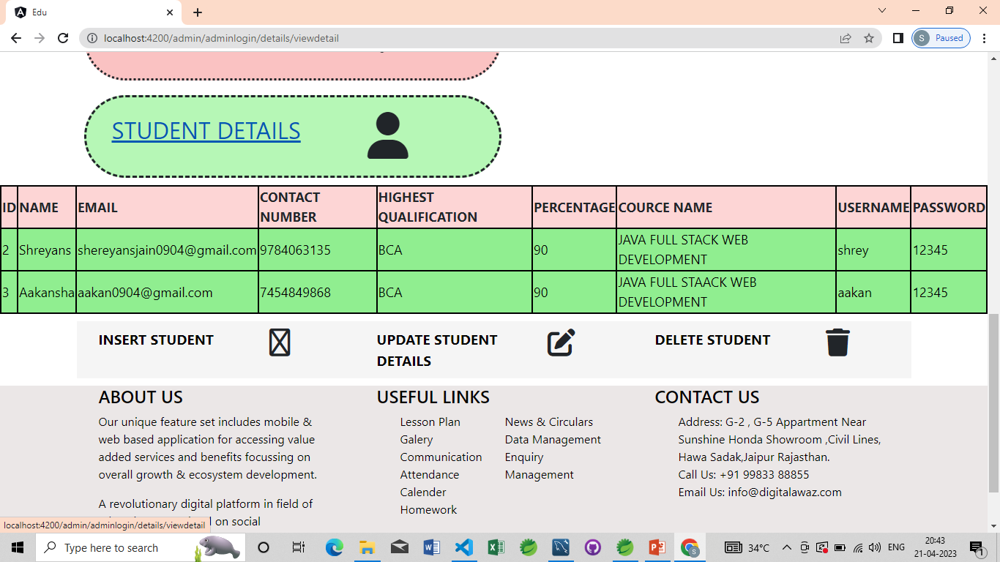 Edu
localhost:4200/admin/adminlogin/details/viewdetail
S Paused
STUDENT DETAILS
ID NAME EMAIL CONTACT NUMBER HIGHEST QUALIFICATION PERCENTAGE COURCE NAME USERNAME PASSWORD
2 Shreyans shereyansjain0904@gmail.com 9784063135 BCA 90 JAVA FULL STACK WEB DEVELOPMENT shrey 12345
3 Aakansha aakan0904@gmail.com 7454849868 BCA 90 JAVA FULL STAACK WEB DEVELOPMENT aakan 12345
INSERT STUDENT
UPDATE STUDENT
DETAILS
DELETE STUDENT
ABOUT US
Our unique feature set includes mobile &
web based application for accessing value
added services and benefits focussing on
overall growth & ecosystem development.
A revolutionary digital platform in field of
on social
USEFUL LINKS
Lesson Plan
Galery
Communication
Attendance
Calender
Homework
News & Circulars
Data Management
Enquiry
Management
CONTACT US
Address: G-2 , G-5 Appartment Near
Sunshine Honda Showroom ,Civil Lines,
Hawa Sadak,Jaipur Rajasthan.
Call Us: +91 99833 88855
Email Us: info@digitalawaz.com
localhost:4200/admin/adminlogin/details/viewdetail
Type here to search
34°C
ENG
20:43
21-04-2023
1